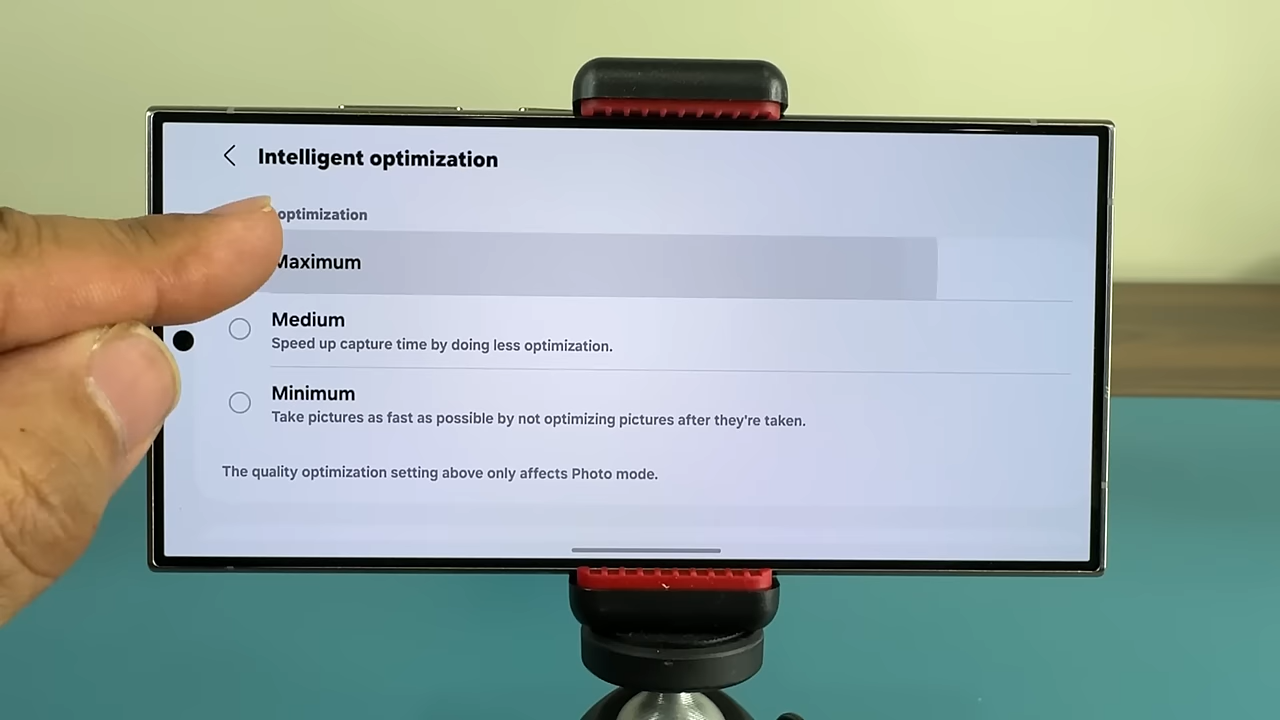 Intelligent optimization
optimization
Maximum
Medium
Speed up capture time by doing less optimization.
Minimum
Take pictures as fast as possible by not optimizing pictures after they're taken.
The quality optimization setting above only affects Photo mode.